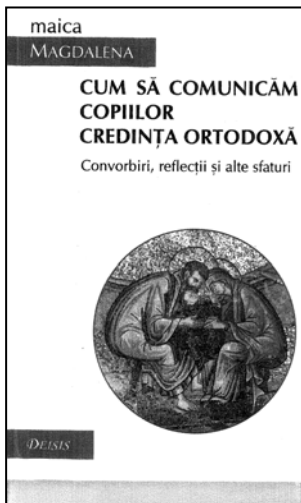 maica
MAGDALENA
CUM SĂ COMUNICĂM
COPIILOR
CREDINȚA ORTODOXĂ
Convorbiri, reflecții și alte sfaturi
DEISIS